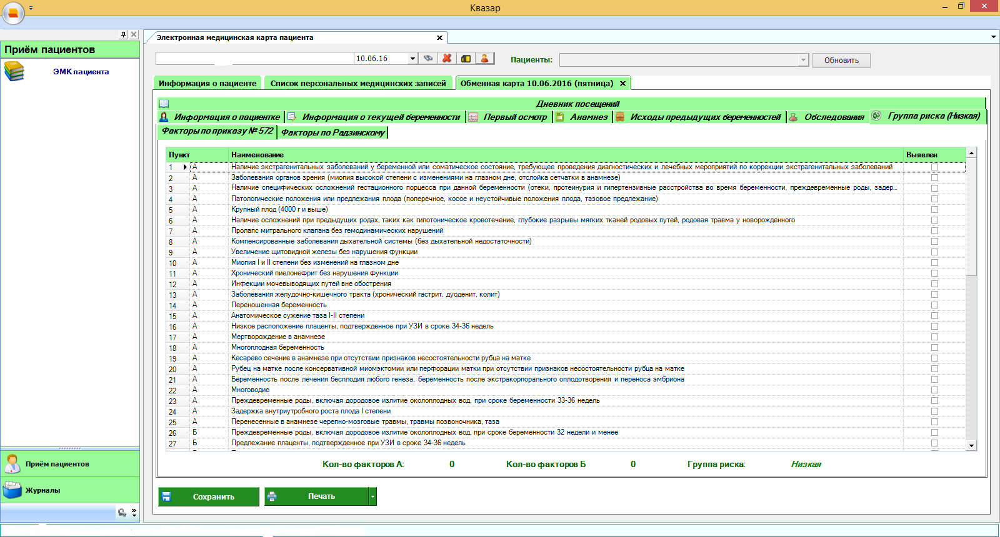 Квазар
Приём пациентов
ЭМК пациента
Электронная медицинская карта пациента
10.06.16
Пациенты:
Обновить
Информация о пациенте
Список персональных медицинских записей
Обменная карта 10.06.2016 (пятница)
Дневник посещений
Информация о пациентке
Информация о текущей беременности
Первый осмотр
Анамнез
Исходы предыдущих беременностей
Обследования
Группа риска (Низкая)
Факторы по приказу № 572
Факторы по Радзинскому
Пункт Наименование Выявлен
1 А Наличие экстрагенитальных заболеваний у беременной или соматическое состояние, требующее проведения диагностических и лечебных мероприятий по коррекции экстрагенитальных заболеваний
2 А Заболевания органов зрения (миопия высокой степени с изменениями на глазном дне, отслойка сетчатки в анамнезе)
3 А Наличие специфических осложнений гестационного порцесса при данной беременности (отеки, протеинурия и гипертензивные расстройства во время беременности, преждевременные роды, задер...
4 А Патологические положения или предлежания плода (поперечное, косое и неустойчивые положения плода, тазовое предлежание)
5 А Крупный плод (4000 г и выше)
6 А Наличие осложнений при предыдущих родах, таких как гипотоническое кровотечение, глубокие разрывы мягких тканей родовых путей, родовая травма у новорожденного
7 А Пролапс митрального клапана без гемодинамических нарушений
8 А Компенсированные заболевания дыхательной системы (без дыхательной недостаточности)
9 А Увеличение щитовидной железы без нарушения функции
10 А Миопия I и II степени без изменений на глазном дне
11 А Хронический пиелонефрит без нарушения функции
12 А Инфекции мочевыводящих путей вне обострения
13 А Заболевания желудочно-кишечного тракта (хронический гастрит, дуоденит, колит)
14 А Переношенная беременность
15 А Анатомическое сужение таза I-II степени
16 А Низкое расположение плаценты, подтвержденное при УЗИ в сроке 34-36 недель
17 А Мертворождение в анамнезе
18 А Многоплодная беременность
19 А Кесарево сечение в анамнезе при отсутствии признаков несостоятельности рубца на матке
20 А Рубец на матке после консервативной миомэктомии или перфорации матки при отсутствии признаков несостоятельности рубца на матке
21 А Беременность после лечения бесплодия любого генеза, беременность после экстракорпорального оплодотворения и переноса эмбриона
22 А Многоводие
23 А Преждевременные роды, включая дородовое излитие околоплодных вод, при сроке беременности 33-36 недель
24 А Задержка внутриутробного роста плода I степени
25 А Перенесенные в анамнезе черепно-мозговые травмы, травмы позвоночника, таза
26 Б Преждевременные роды, включая дородовое излитие околоплодных вод, при сроке беременности 32 недели и менее
27 Б Предлежание плаценты, подтвержденное при УЗИ в сроке 34-36 недель
Кол-во факторов А: 0 Кол-во факторов Б 0 Группа риска: Низкая
Приём пациентов
Журналы
Сохранить
Печать